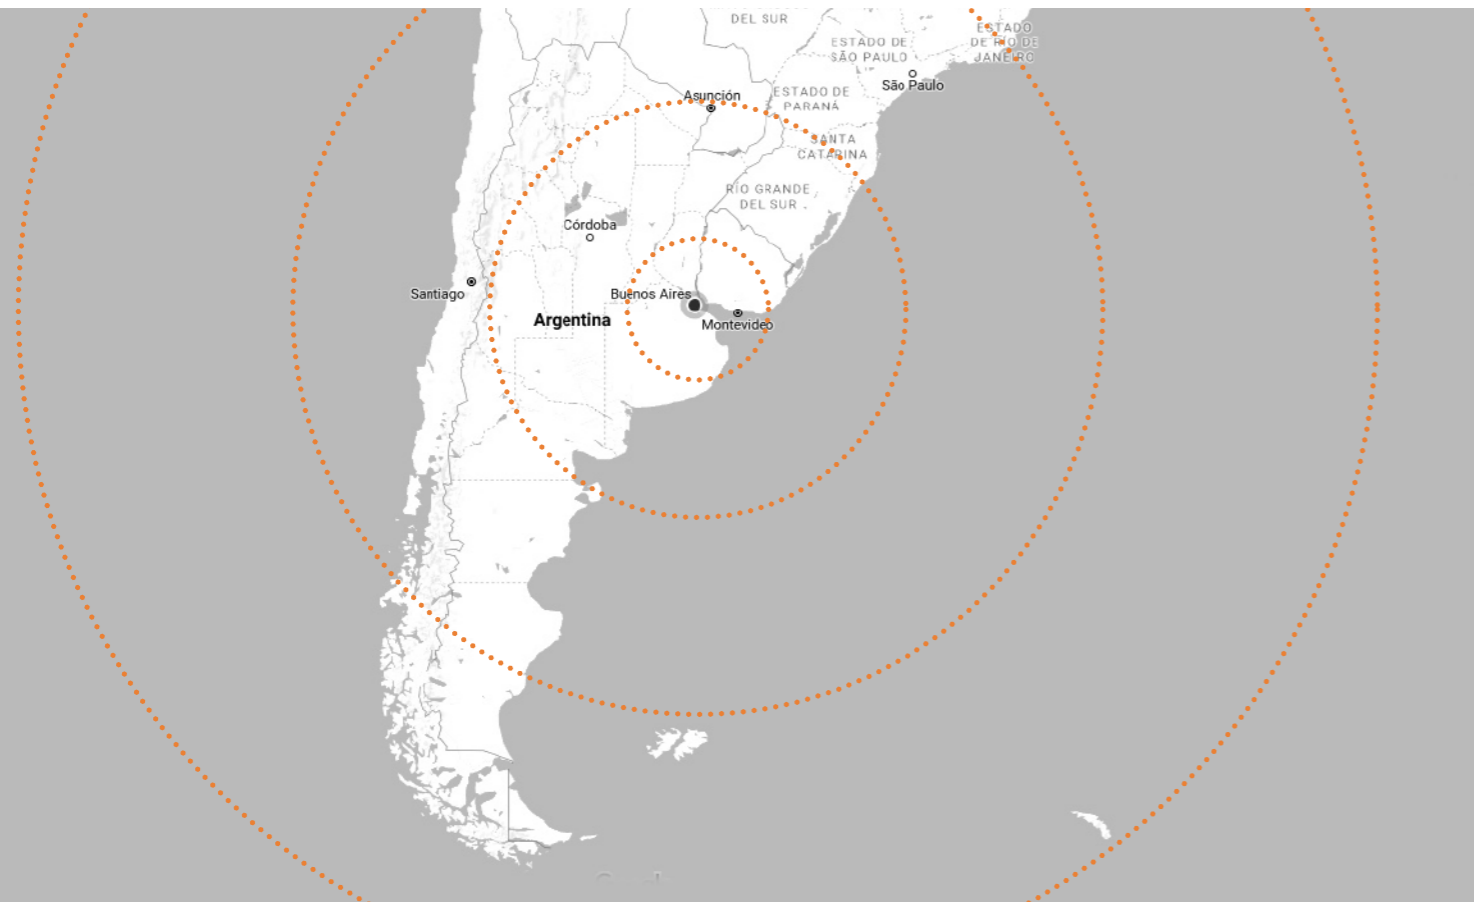 DEL SUR
ESTADO
DE RÍO DE
JANEIRO
ESTADO DE
SÃO PAULO
São Paulo
Asunción
ESTADO DE
PARANÁ
SANTA
CATARINA
RIO GRANDE
DEL SUR
Córdoba
Santiago
Buenos Aires
Argentina
Montevideo